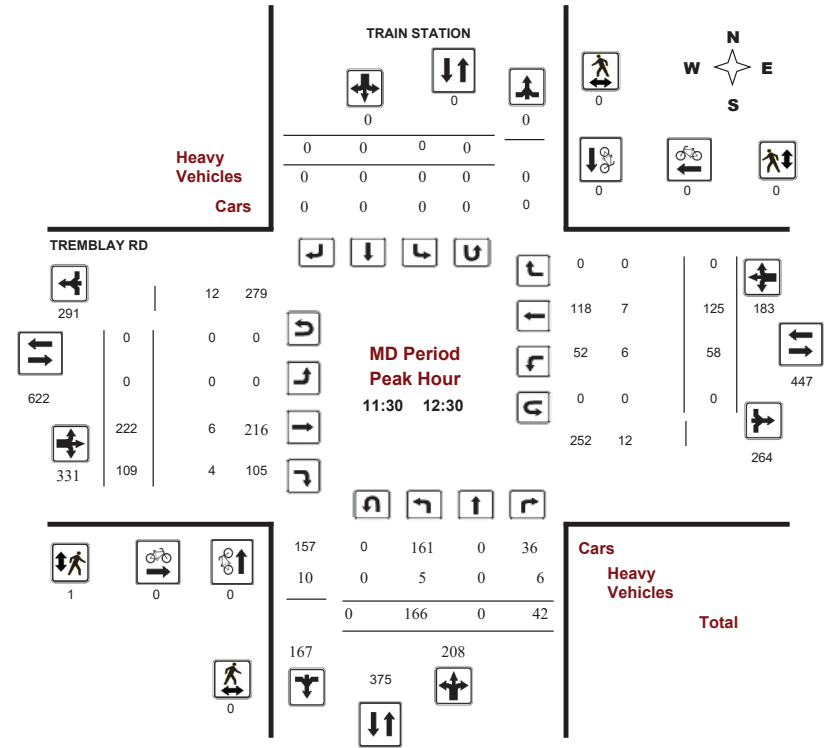 TRAIN STATION
N
W E
S
0
0
0
0
0 0 0 0
Heavy
Vehicles
0 0 0 0 0
Cars
0 0 0 0 0
0 0 0
TREMBLAY RD
291
12 279
0 0 0
118 7 125 183
0 0 0
622
0 0 0
MD Period
Peak Hour
11:30 12:30
52 6 58
447
0 0 0
222 6 216
252 12
264
331
109 4 105
157 0 161 0 36
Cars
10 0 5 0 6
Heavy
Vehicles
1 0 0
0 166 0 42
Total
167 208
375
0